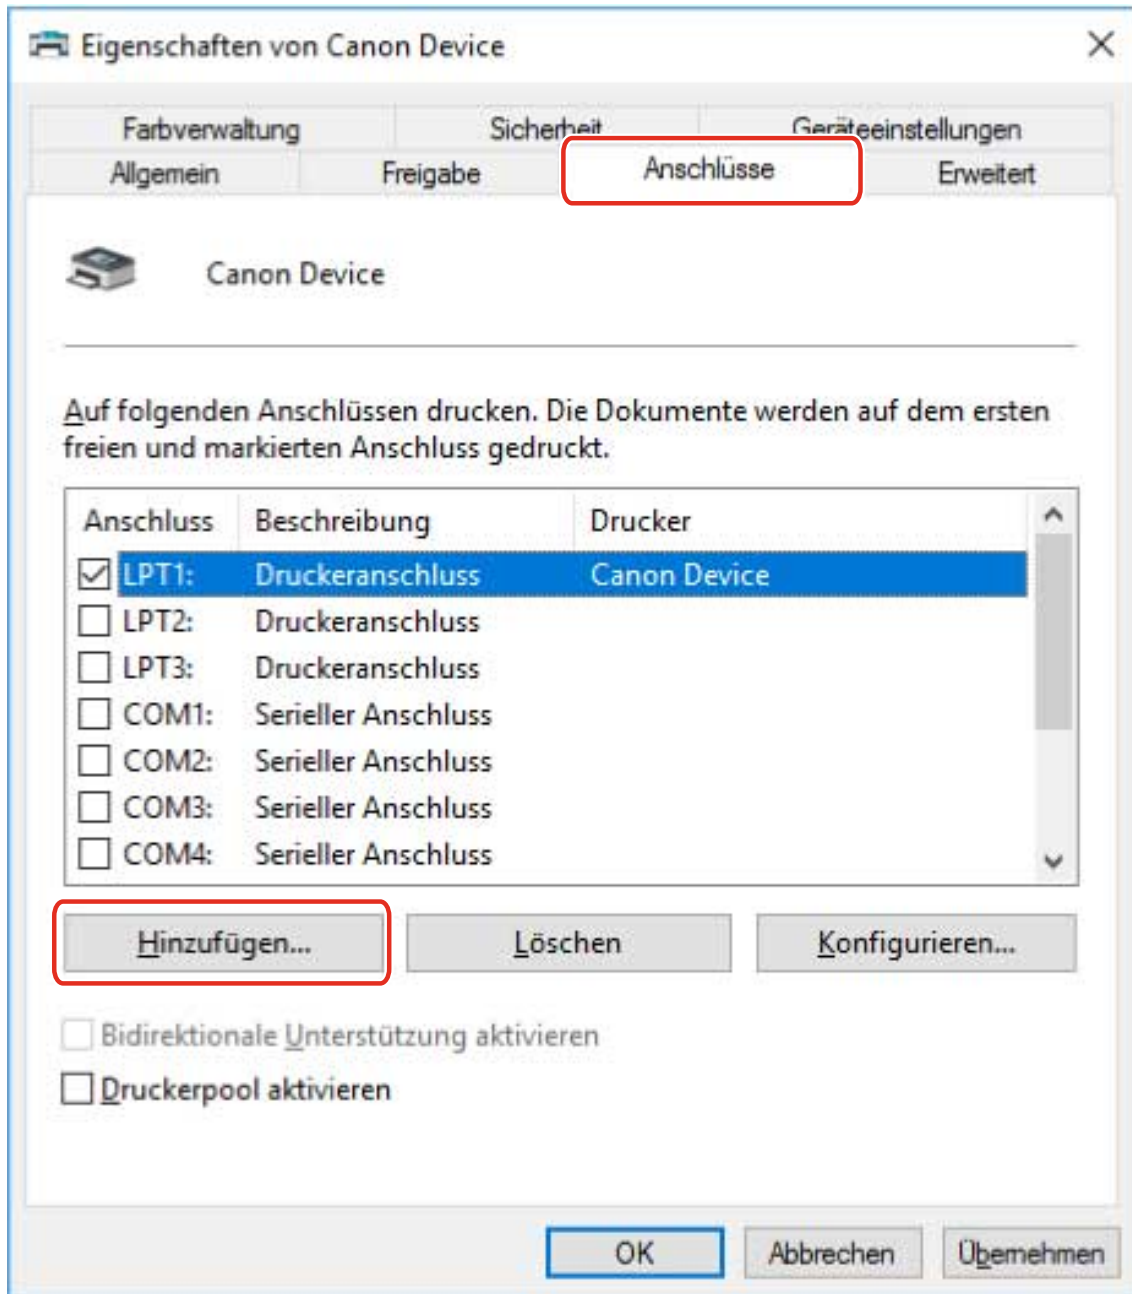 Eigenschaften von Canon Device
Farbverwaltung Sicherheit Geräteeinstellungen
Allgemein Freigabe Anschlüsse Erweitert
Canon Device
Auf folgenden Anschlüssen drucken. Die Dokumente werden auf dem ersten
freien und markierten Anschluss gedruckt.
Anschluss Beschreibung Drucker
LPT1: Druckeranschluss Canon Device
LPT2: Druckeranschluss
LPT3: Druckeranschluss
COM1: Serieller Anschluss
COM2: Serieller Anschluss
COM3: Serieller Anschluss
COM4: Serieller Anschluss
Hinzufügen... Löschen Konfigurieren...
Bidirektionale Unterstützung aktivieren
Druckerpool aktivieren
OK Abbrechen Übernehmen